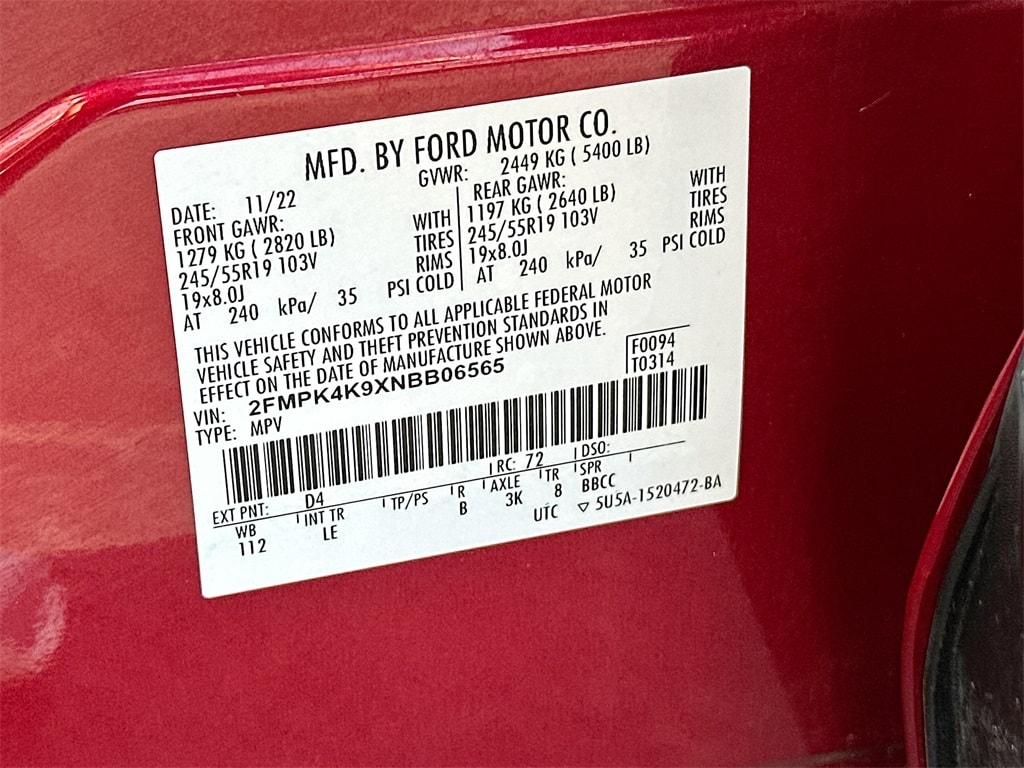 MFD. BY FORD MOTOR CO.
DATE: 11/22 GVWR: 2449 KG ( 5400 LB)
FRONT GAWR:
1279 KG ( 2820 LB) WITH
245/55R19 103V TIRES
19x8.0J RIMS
AT 240 kPa/ 35 PSI COLD
REAR GAWR:
1197 KG ( 2640 LB) WITH
245/55R19 103V TIRES
19x8.0J RIMS
AT 240 kPa/ 35 PSI COLD
THIS VEHICLE CONFORMS TO ALL APPLICABLE FEDERAL MOTOR
VEHICLE SAFETY AND THEFT PREVENTION STANDARDS IN
EFFECT ON THE DATE OF MANUFACTURE SHOWN ABOVE.
VIN: 2FMPK4K9XNBB06565
TYPE: MPV
F0094
T0314
EXT PNT: D4 RC: 72 DSO:
WB INT TR TP/PS R AXLE TR SPR
112 LE B 3K 8 BBCC
UTC ▽ 5U5A-1520472-BA